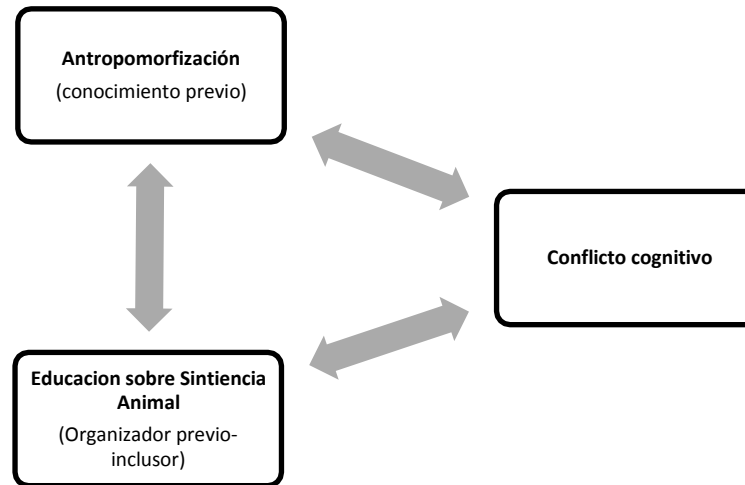 Antropomorfización
(conocimiento previo)
Conflicto cognitivo
Educacion sobre Sintiencia
Animal
(Organizador previo-
inclusor)